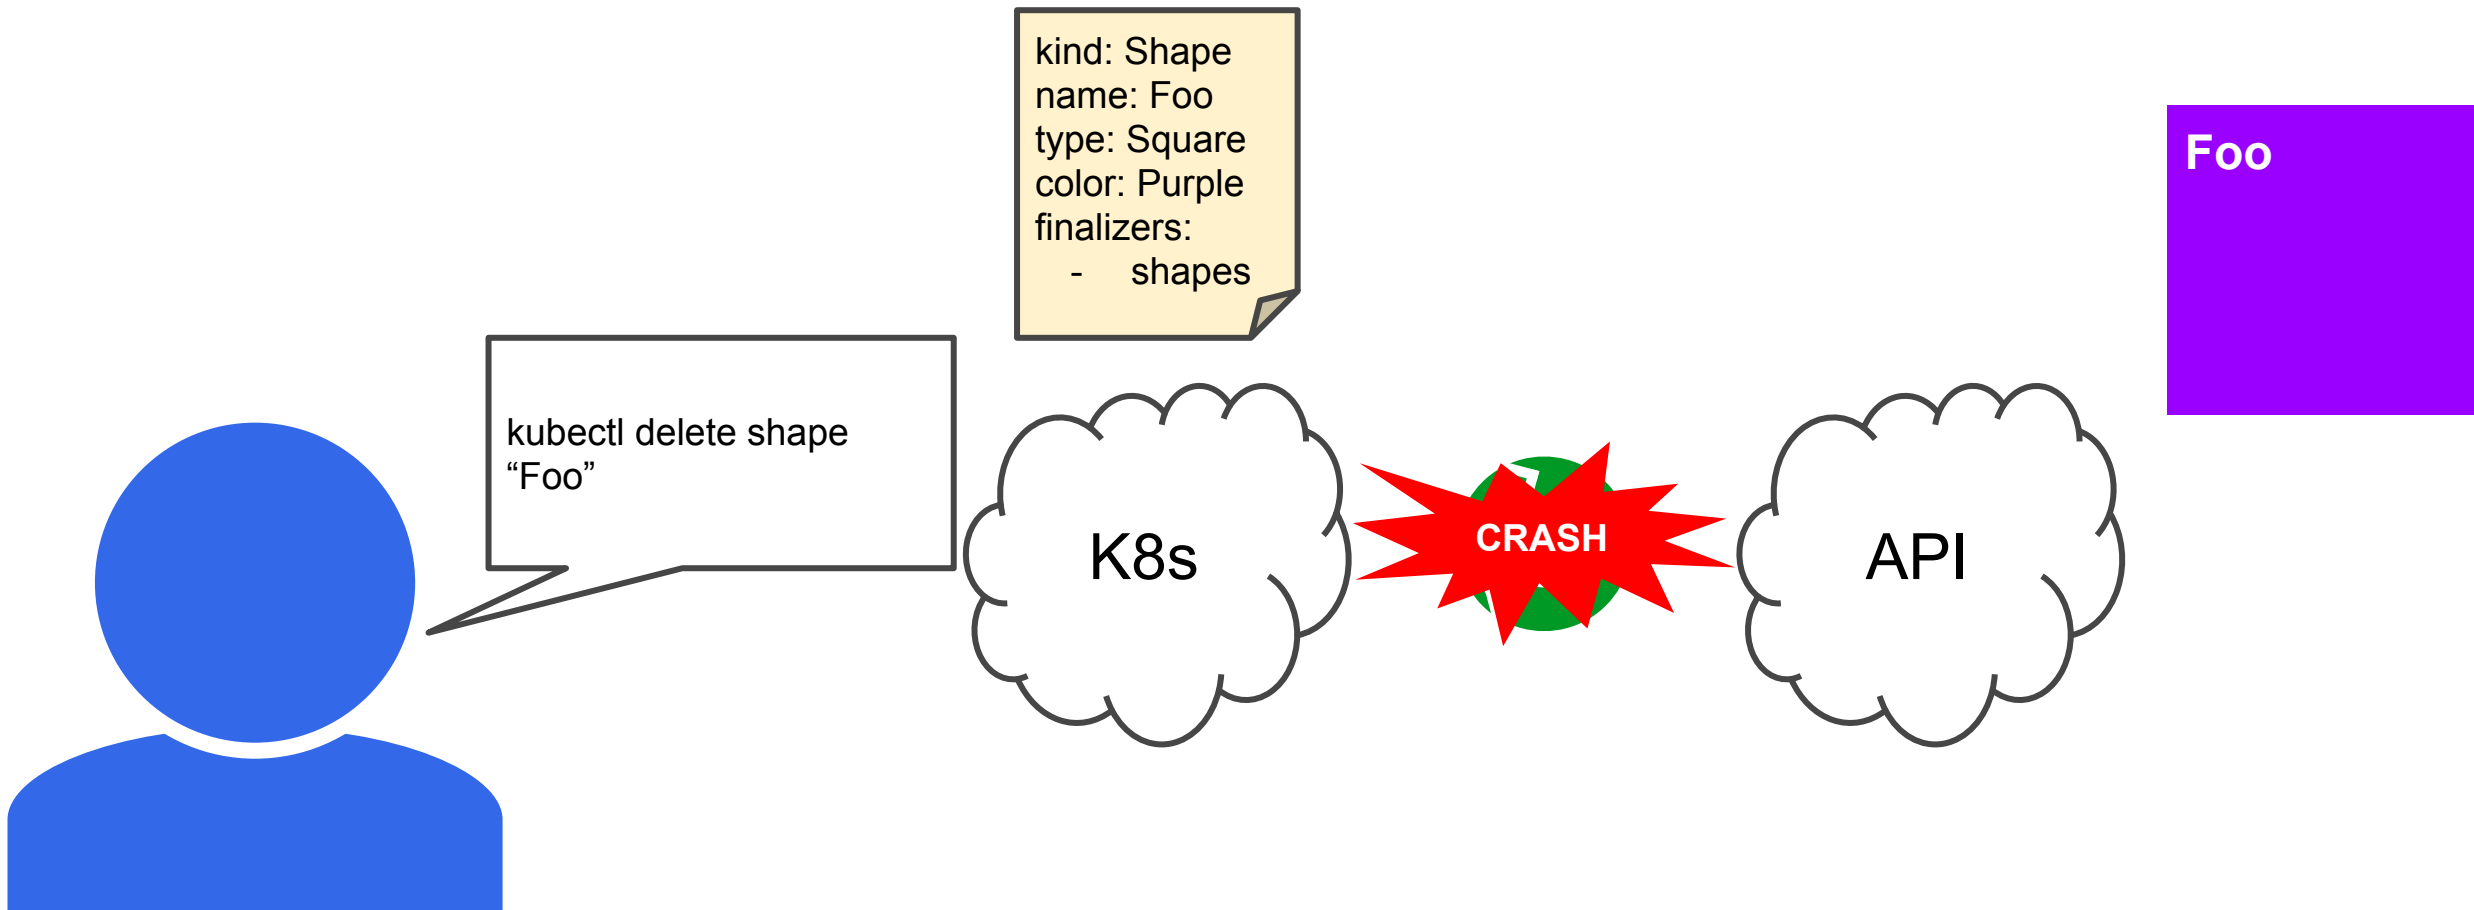 kind: Shape
name: Foo
type: Square
color: Purple
finalizers:
- shapes
Foo
kubectl delete shape
“Foo”
K8s
CRASH
API